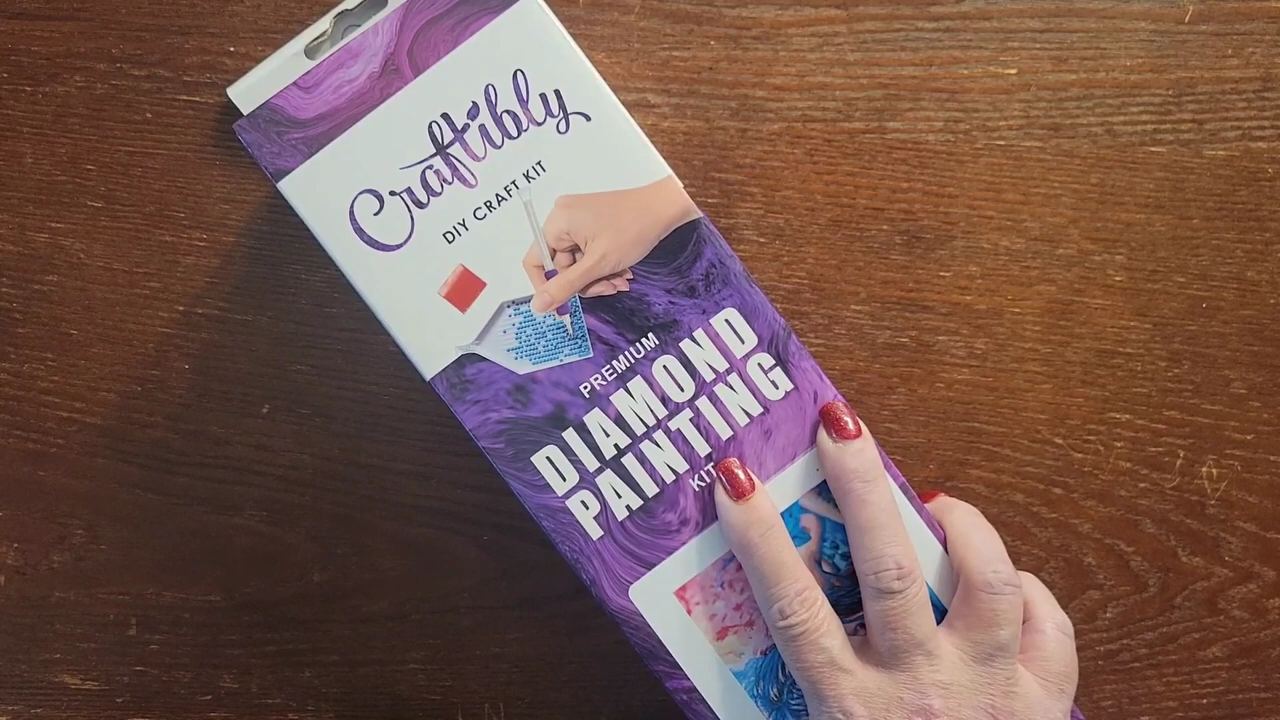 Craftibly
DIY CRAFT KIT
PREMIUM
DIAMOND
PAINTING
KIT